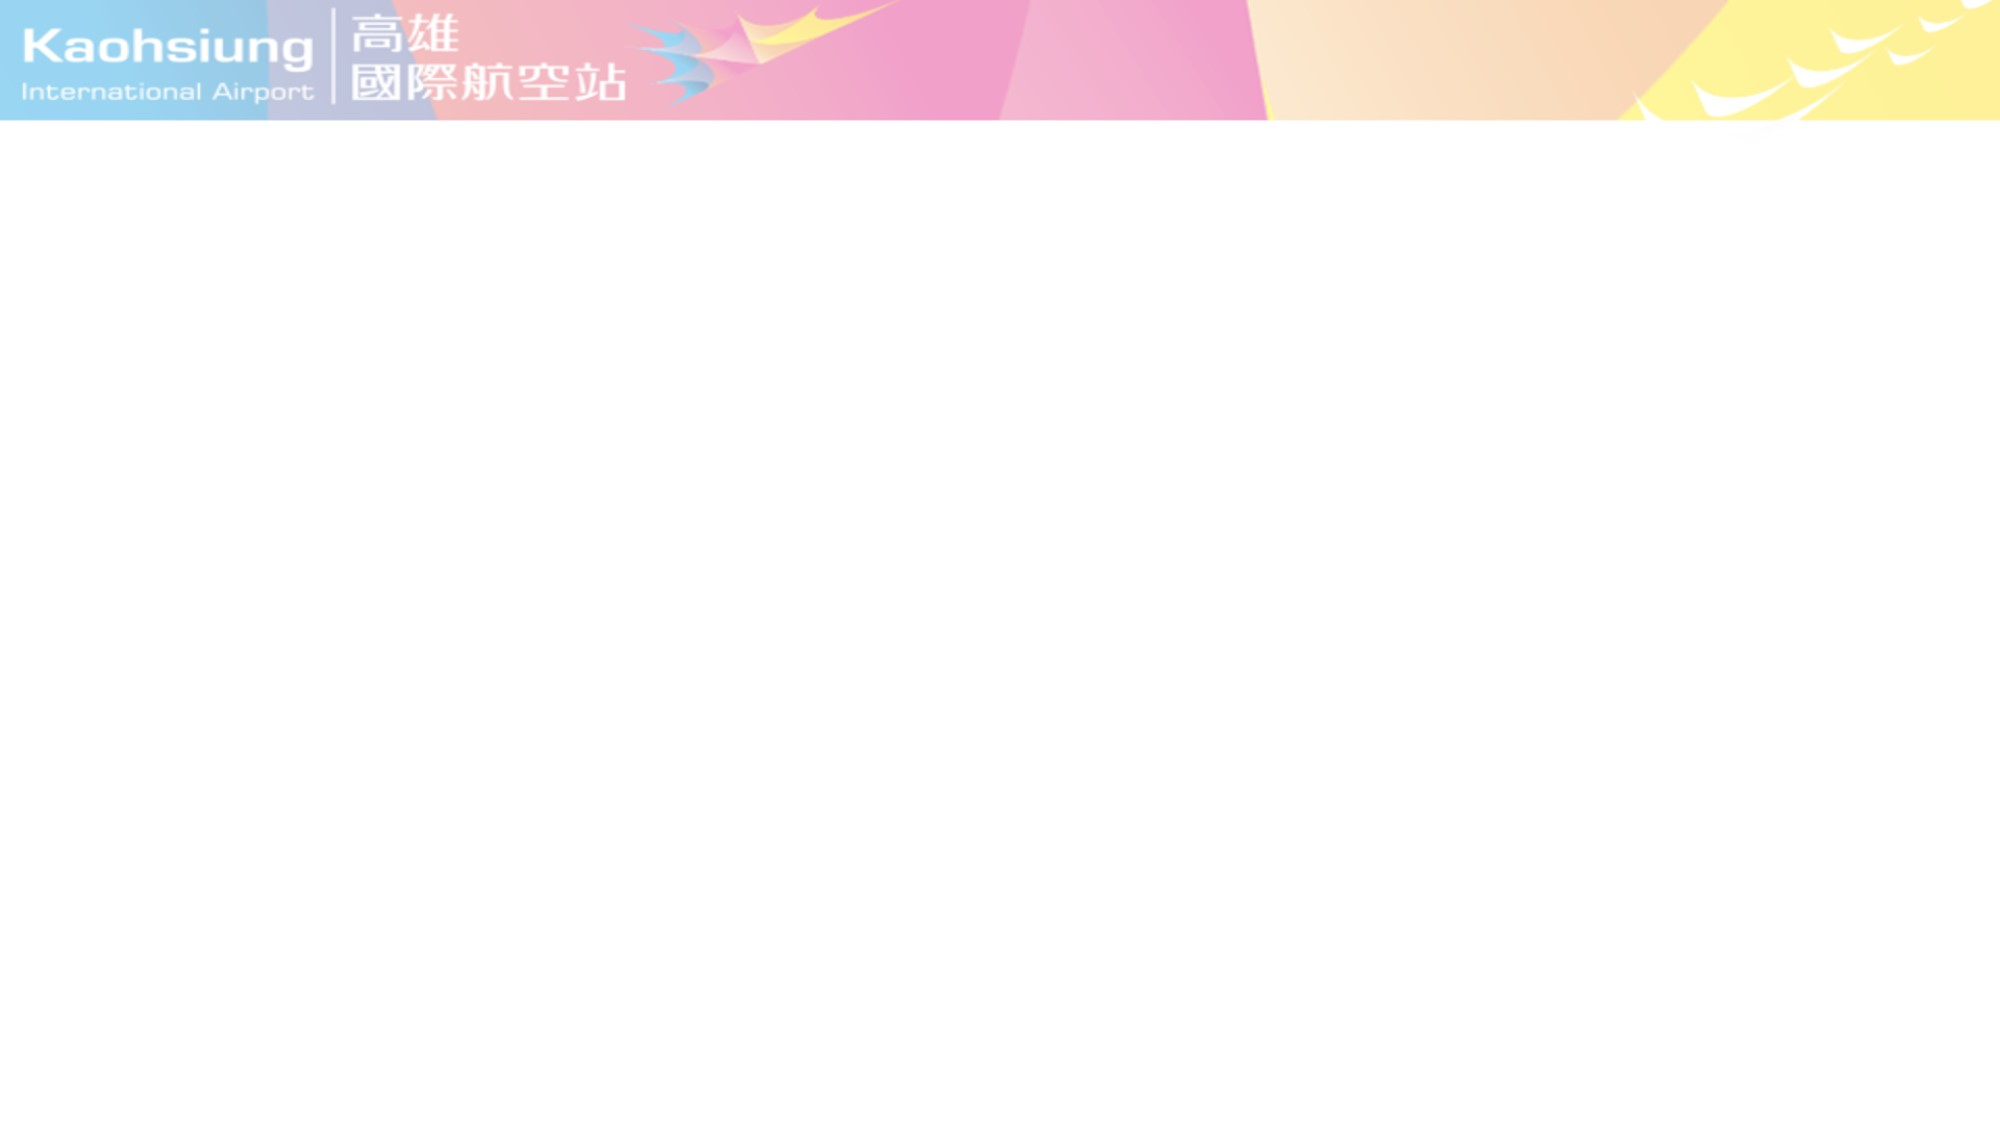 Kaohsiung
International Airport
高雄
國際航空站